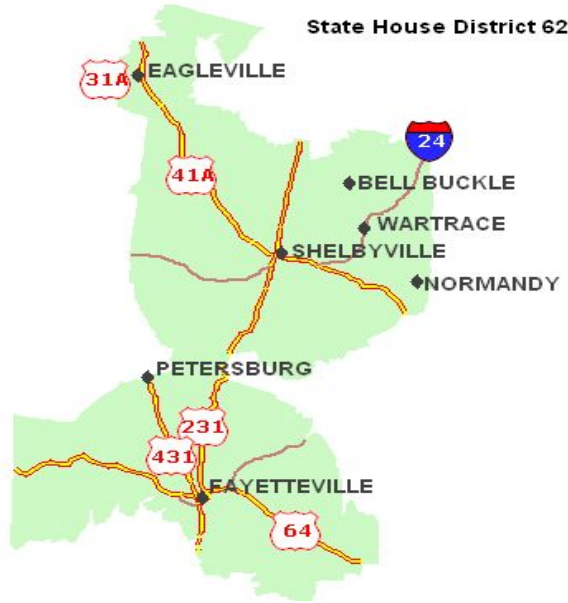 State House District 62
31A
EAGLEVILLE
24
41A
BELL BUCKLE
WARTRACE
SHELBYVILLE
NORMANDY
PETERSBURG
231
431
FAYETTEVILLE
64